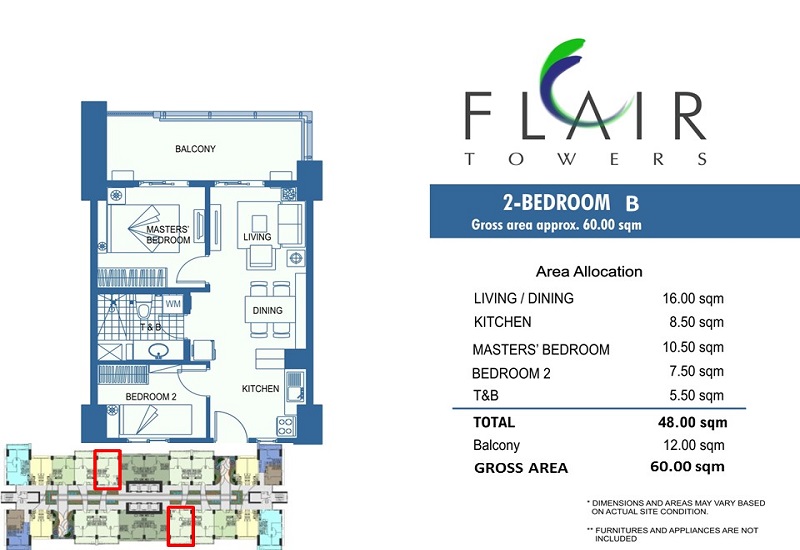 FLAIR
TOWERS
2-BEDROOM B
Gross area approx. 60.00 sqm
Area Allocation
LIVING / DINING 16.00 sqm
KITCHEN 8.50 sqm
MASTERS' BEDROOM 10.50 sqm
BEDROOM 2 7.50 sqm
T&B 5.50 sqm
TOTAL 48.00 sqm
Balcony 12.00 sqm
GROSS AREA 60.00 sqm
* DIMENSIONS AND AREAS MAY VARY BASED
ON ACTUAL SITE CONDITION.
** FURNITURES AND APPLIANCES ARE NOT
INCLUDED
BALCONY
MASTERS'
BEDROOM
LIVING
WM
DINING
T & B
BEDROOM 2
KITCHEN